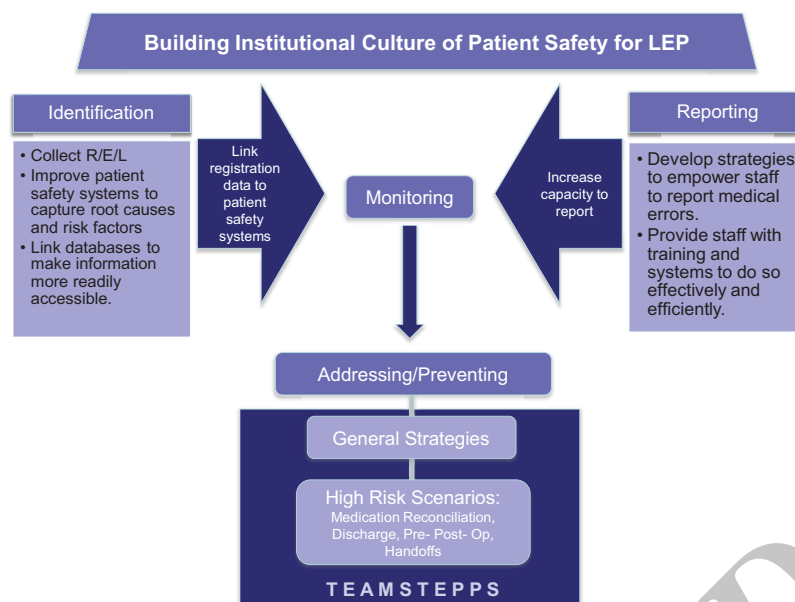 Building Institutional Culture of Patient Safety for LEP
Identification
• Collect R/E/L
• Improve patient
safety systems to
capture root causes
and risk factors
• Link databases to
make information
more readily
accessible.
Link
registration
data to
patient
safety
systems
Monitoring
Increase
capacity to
report
Reporting
• Develop strategies
to empower staff
to report medical
errors.
• Provide staff with
training and
systems to do so
effectively and
efficiently.
Addressing/Preventing
General Strategies
High Risk Scenarios:
Medication Reconciliation,
Discharge, Pre- Post- Op,
Handoffs
TEAMSTEPPS